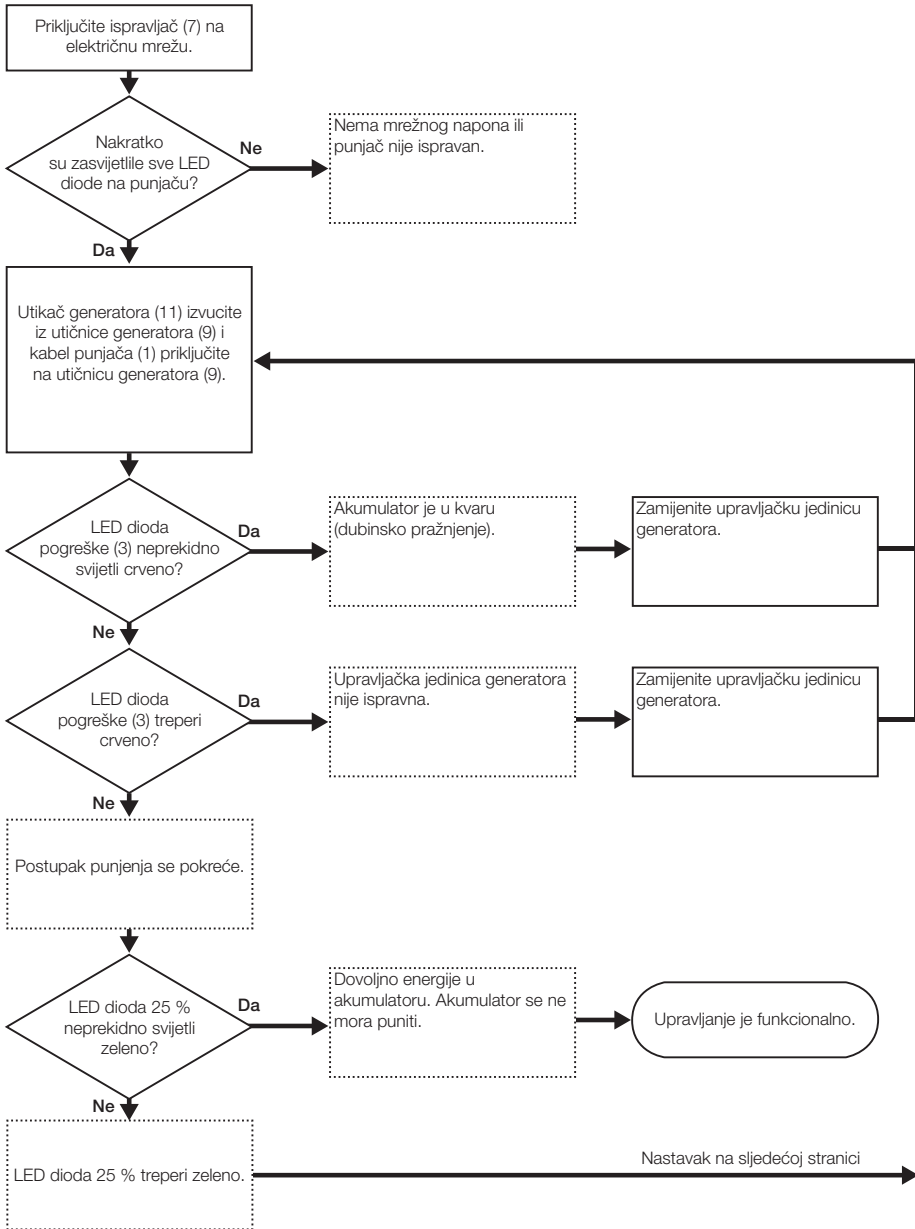 Priključite ispravljač (7) na
električnu mrežu.
Nakratko
su zasvijetlile sve LED
diode na punjaču?
Ne
Nema mrežnog napona ili
punjač nije ispravan.
Da
Utikač generatora (11) izvucite
iz utičnice generatora (9) i
kabel punjača (1) priključite
na utičnicu generatora (9).
LED dioda
pogreške (3) neprekidno
svijetli crveno?
Da
Akumulator je u kvaru
(dubinsko pražnjenje).
Zamijenite upravljačku jedinicu
generatora.
Ne
LED dioda
pogreške (3) treperi
crveno?
Da
Upravljačka jedinica generatora
nije ispravna.
Zamijenite upravljačku jedinicu
generatora.
Ne
Postupak punjenja se pokreće.
LED dioda 25 %
neprekidno svijetli
zeleno?
Da
Dovoljno energije u
akumulatoru. Akumulator se ne
mora puniti.
Upravljanje je funkcionalno.
Ne
LED dioda 25 % treperi zeleno.
Nastavak na sljedećoj stranici